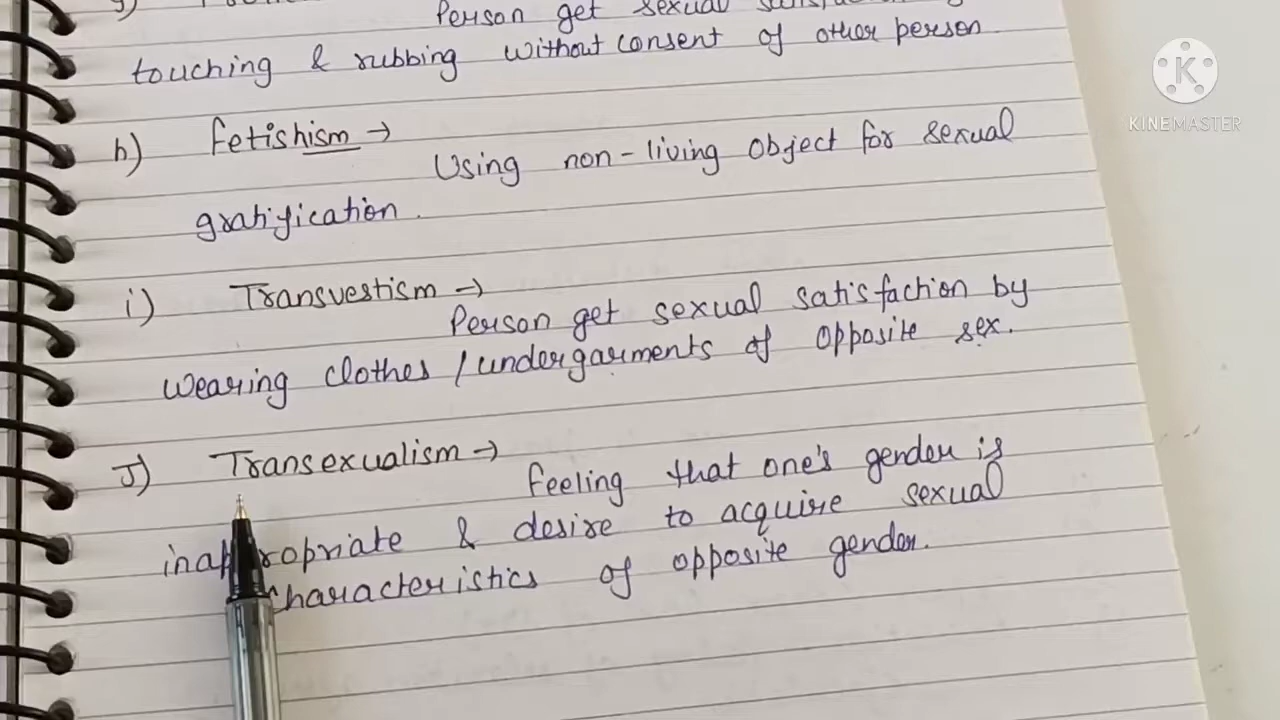 Person get sexual
touching & rubbing without consent of other person.
h) Fetishism →
Using non-living object for sexual
gratification.
i) Transvestism →
Person get sexual satisfaction by
wearing clothes / undergarments of opposite sex.
J) Transexualism →
Feeling that one's gender is
inappropriate & desire to acquire sexual
characteristics of opposite gender.
K
KINEMASTER